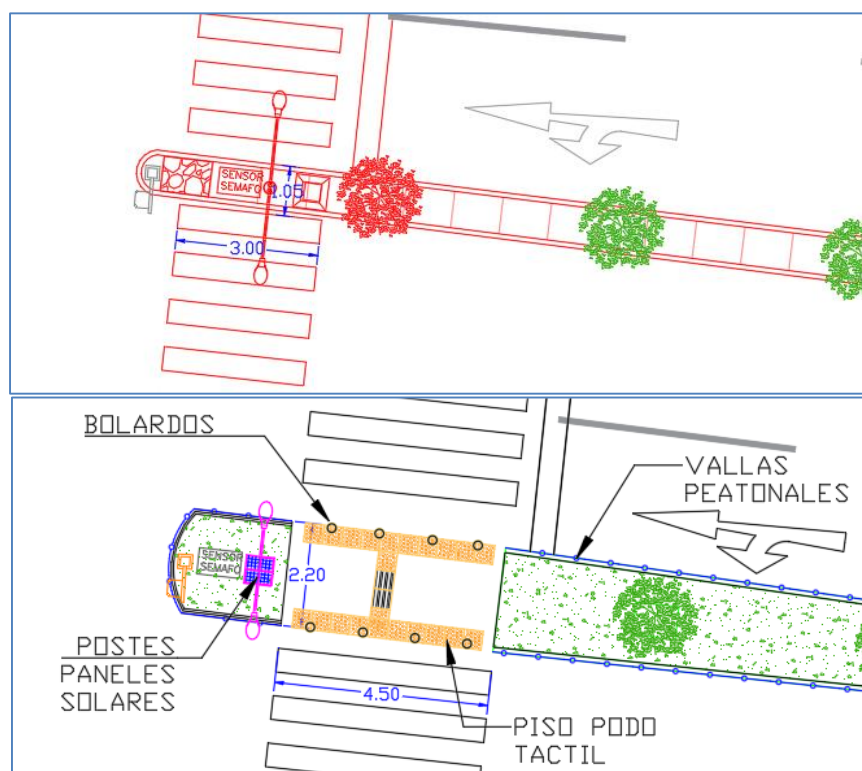 SENSOR
SEMAFO
1.05
3.00
BOLARDOS
VALLAS
PEATONALES
SENSOR
SEMAFO
2.20
POSTES
PANELES
SOLARES
4.50
PISO PODO
TACTIL